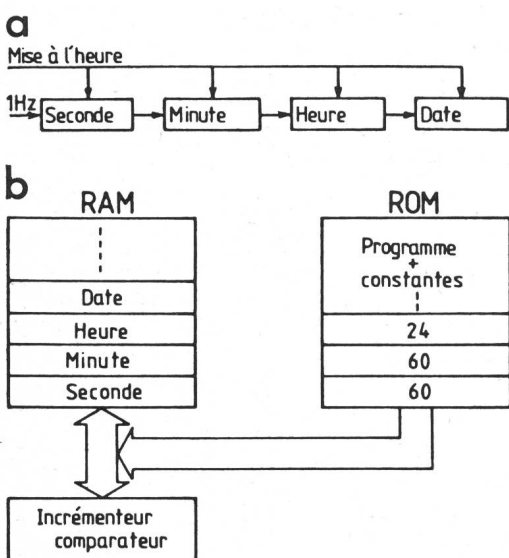 a
Mise à l'heure
1Hz Seconde Minute Heure Date
b
RAM ROM
Programme
+
constantes
Date
Heure 24
Minute 60
Seconde 60
Incrémenteur
comparateur